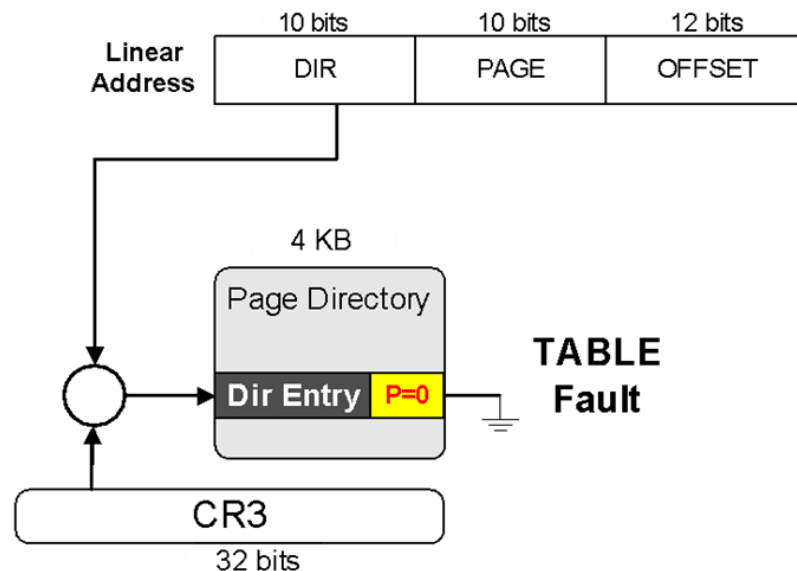 10 bits
10 bits
12 bits
Linear
Address
DIR
PAGE
OFFSET
4 KB
Page Directory
Dir Entry
P=0
TABLE
Fault
CR3
32 bits